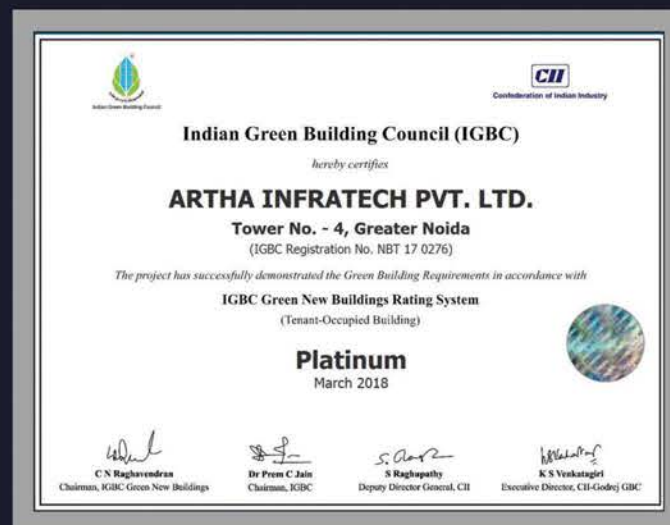 Indian Green Building Council
CII
Confederation of Indian Industry
Indian Green Building Council (IGBC)
hereby certifies
ARTHA INFRATECH PVT. LTD.
Tower No. - 4, Greater Noida
(IGBC Registration No. NBT 17 0276)
The project has successfully demonstrated the Green Building Requirements in accordance with
IGBC Green New Buildings Rating System
(Tenant-Occupied Building)
Platinum
March 2018
C N Raghavendran
Chairman, IGBC Green New Buildings
Dr Prem C Jain
Chairman, IGBC
S Raghupathy
Deputy Director General, CII
K S Venkatagiri
Executive Director, CII-Godrej GBC